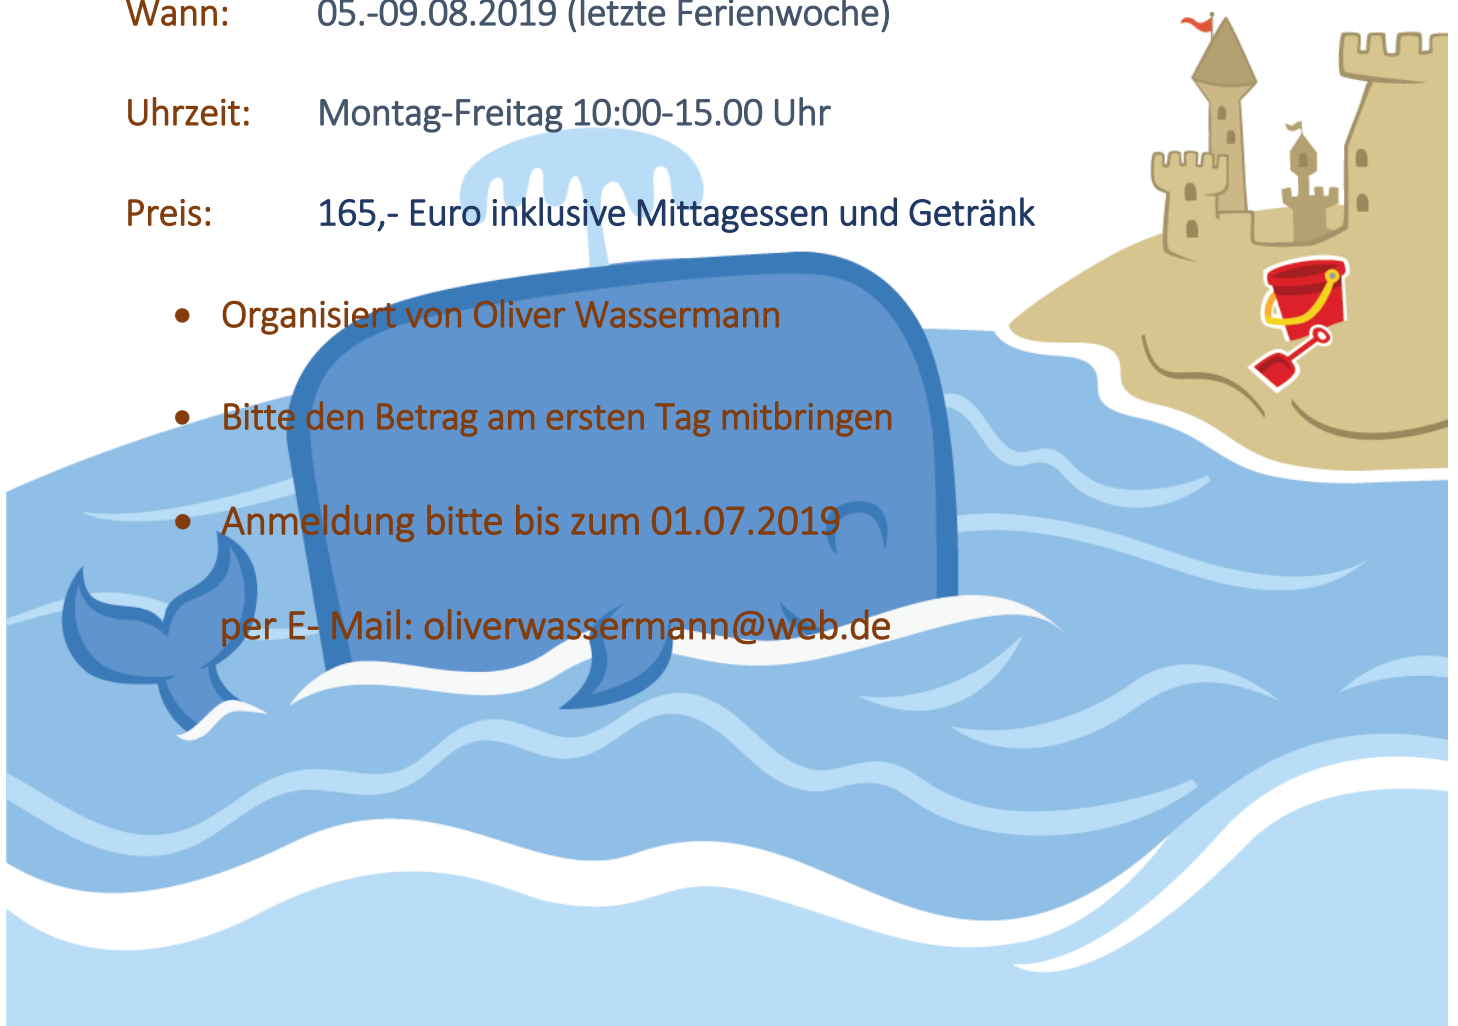 Wann: 05.-09.08.2019 (letzte Ferienwoche)
Uhrzeit: Montag-Freitag 10:00-15.00 Uhr
Preis: 165,- Euro inklusive Mittagessen und Getränk
• Organisiert von Oliver Wassermann
• Bitte den Betrag am ersten Tag mitbringen
• Anmeldung bitte bis zum 01.07.2019
per E- Mail: oliverwassermann@web.de